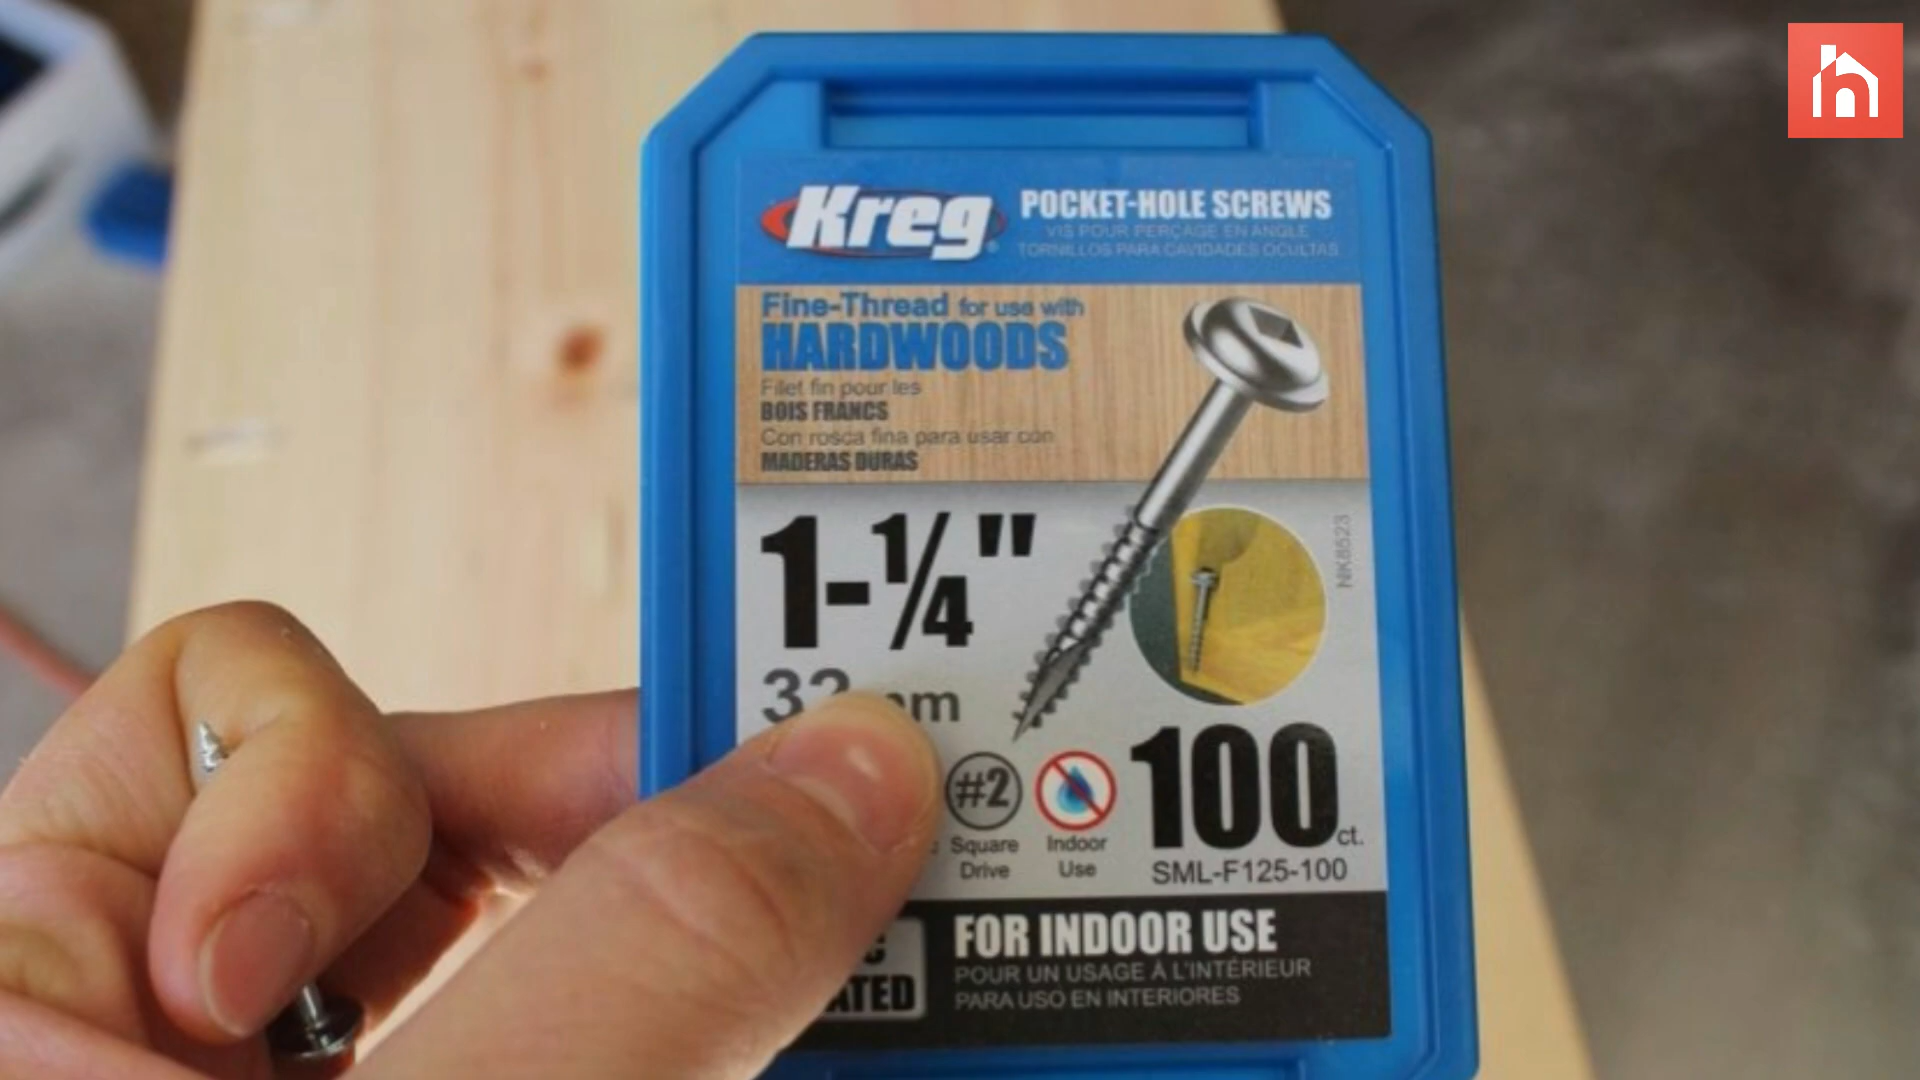 Kreg
POCKET-HOLE SCREWS
VIS POUR PERÇAGE EN ANGLE
TORNILLOS PARA CAVIDADES OCULTAS
Fine-Thread for use with
HARDWOODS
Filet fin pour les
BOIS FRANCS
Con rosca fina para usar con
MADERAS DURAS
1-¼"
NK8523
#2
Square
Drive
Indoor
Use
100 ct.
SML-F125-100
FOR INDOOR USE
POUR UN USAGE À L'INTÉRIEUR
PARA USO EN INTERIORES